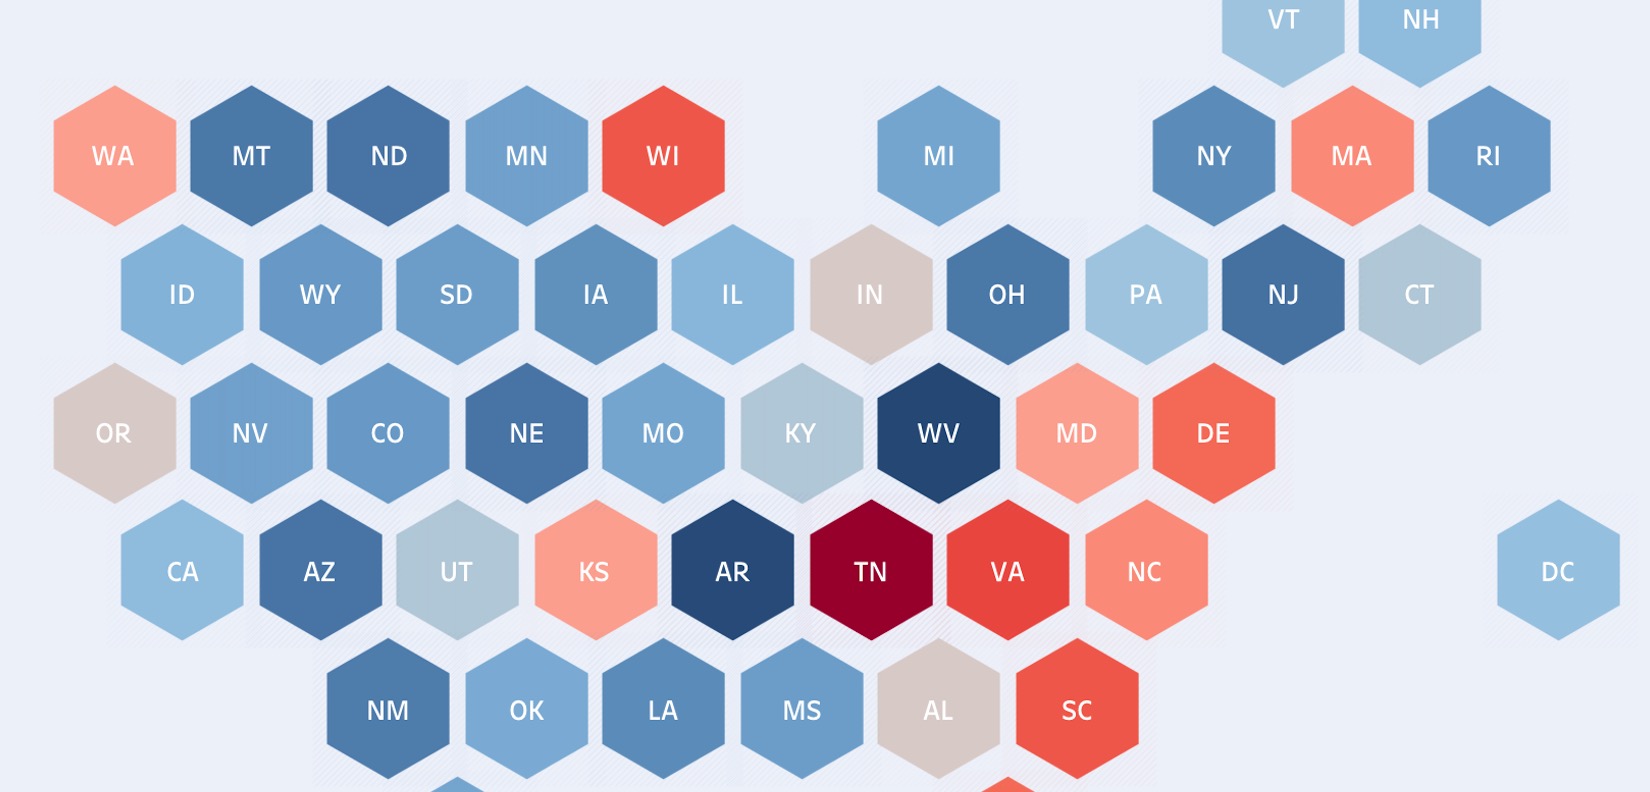 VT NH
WA MT ND MN WI MI NY MA RI
ID WY SD IA IL IN OH PA NJ CT
OR NV CO NE MO KY WV MD DE
CA AZ UT KS AR TN VA NC DC
NM OK LA MS AL SC